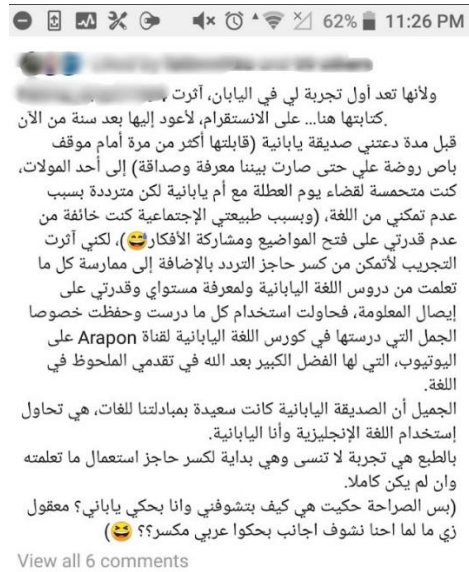 62% 11:26 PM
ولأنها تعد أول تجربة لي في اليابان، آثرت
كتابتها هنا... على الانستقرام، لأعود إليها بعد سنة من الآن.
قبل مدة دعتني صديقة يابانية (قابلتها أكثر من مرة أمام موقف
باص روضة علي حتى صارت بيننا معرفة وصداقة) إلى أحد المولات،
كنت متحمسة لقضاء يوم العطلة مع أم يابانية لكن مترددة بسبب
عدم تمكني من اللغة، (وبسبب طبيعتي الإجتماعية كنت خائفة من
عدم قدرتي على فتح المواضيع ومشاركة الأفكار😅)، لكني آثرت
التجريب لأتمكن من كسر حاجز التردد بالإضافة إلى ممارسة كل ما
تعلمت من دروس اللغة اليابانية ولمعرفة مستواي وقدرتي على
إيصال المعلومة، فحاولت استخدام كل ما درست وحفظت خصوصا
الجمل التي درستها في كورس اللغة اليابانية لقناة Arapon على
اليوتيوب، التي لها الفضل الكبير بعد الله في تقدمي الملحوظ في
اللغة.
الجميل أن الصديقة اليابانية كانت سعيدة بمبادلتنا للغات، هي تحاول
إستخدام اللغة الإنجليزية وأنا اليابانية.
بالطبع هي تجربة لا تنسى وهي بداية لكسر حاجز استعمال ما تعلمته
وان لم يكن كاملا.
(بس الصراحة حكيت هي كيف بتشوفني وانا بحكي ياباني؟ معقول
زي ما لما احنا نشوف اجانب بحكوا عربي مكسر؟؟ 😆)
View all 6 comments